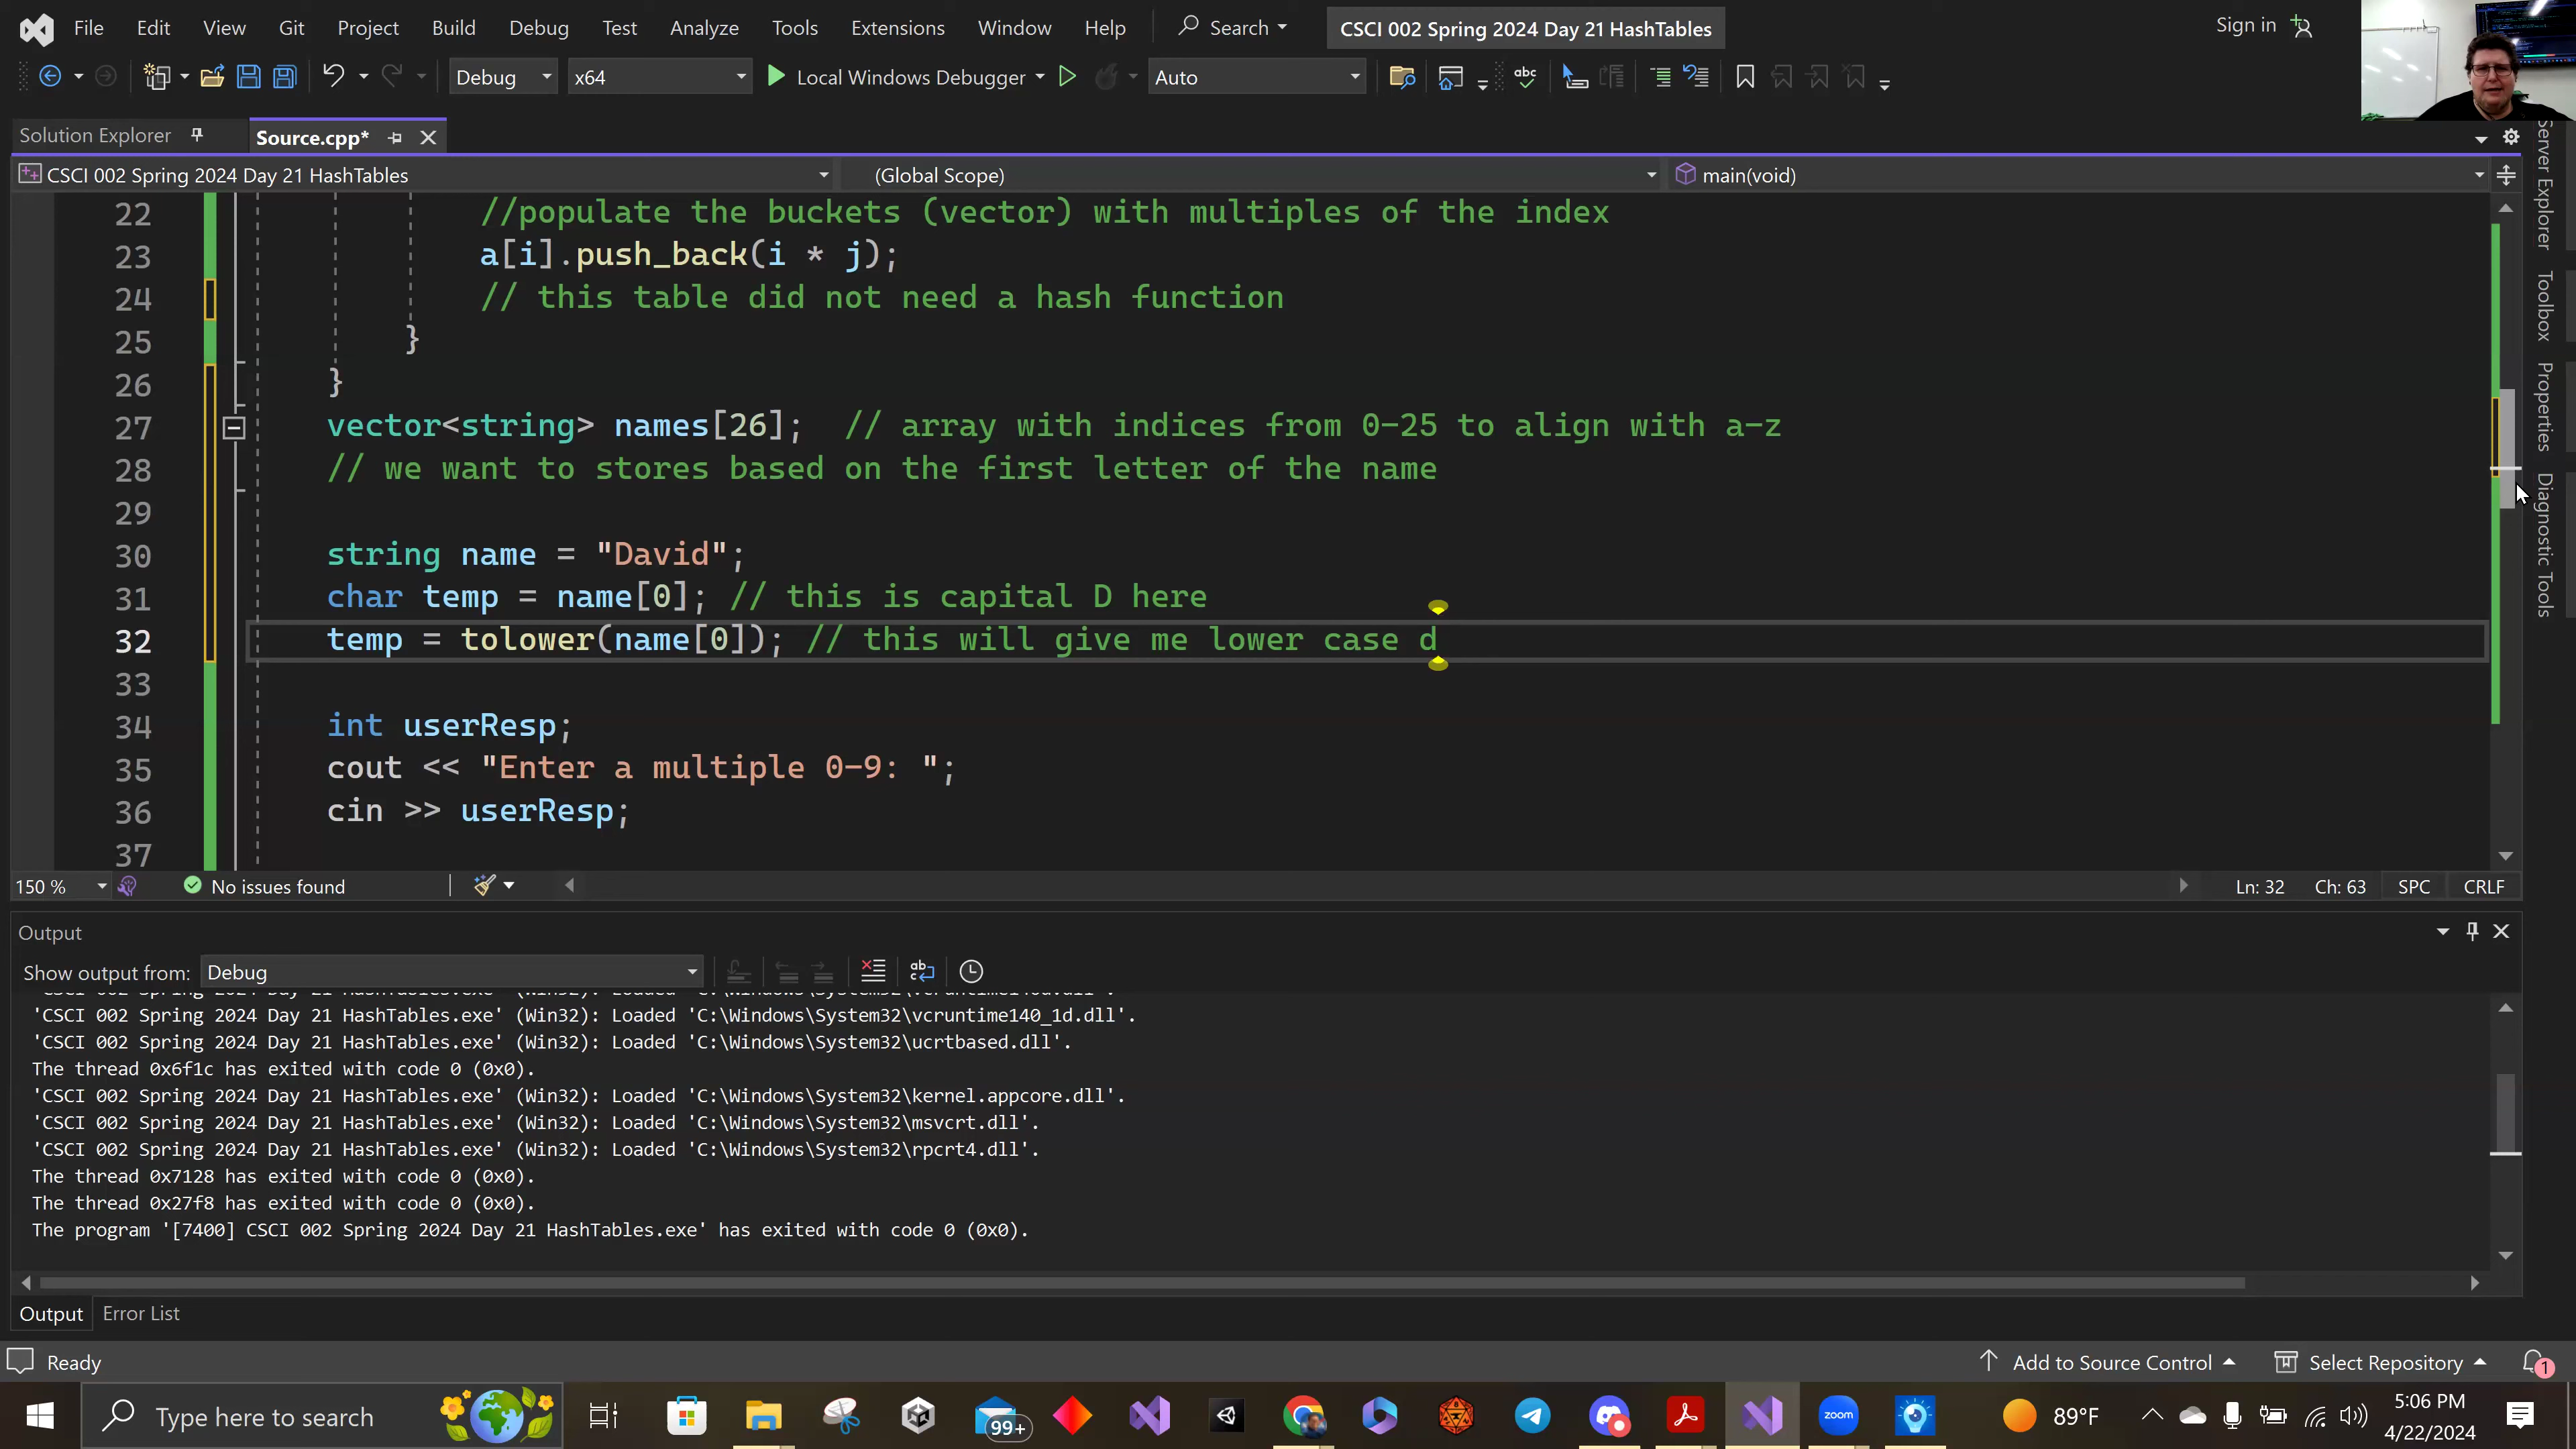 File Edit View Git Project Build Debug Test Analyze Tools Extensions Window Help Search CSCI 002 Spring 2024 Day 21 HashTables Sign in
Debug x64 Local Windows Debugger Auto
Solution Explorer Source.cpp*
CSCI 002 Spring 2024 Day 21 HashTables (Global Scope) main(void)
22 //populate the buckets (vector) with multiples of the index
23 a[i].push_back(i * j);
24 // this table did not need a hash function
25 }
26 }
27 vector<string> names[26]; // array with indices from 0-25 to align with a-z
28 // we want to stores based on the first letter of the name
29
30 string name = "David";
31 char temp = name[0]; // this is capital D here
32 temp = tolower(name[0]); // this will give me lower case d
33
34 int userResp;
35 cout << "Enter a multiple 0-9: ";
36 cin >> userResp;
37
150 % No issues found Ln: 32 Ch: 63 SPC CRLF
Server Explorer
Toolbox
Properties
Diagnostic Tools
Output
Show output from: Debug
'CSCI 002 Spring 2024 Day 21 HashTables.exe' (Win32): Loaded 'C:\Windows\System32\vcruntime140_1d.dll'.
'CSCI 002 Spring 2024 Day 21 HashTables.exe' (Win32): Loaded 'C:\Windows\System32\ucrtbased.dll'.
The thread 0x6f1c has exited with code 0 (0x0).
'CSCI 002 Spring 2024 Day 21 HashTables.exe' (Win32): Loaded 'C:\Windows\System32\kernel.appcore.dll'.
'CSCI 002 Spring 2024 Day 21 HashTables.exe' (Win32): Loaded 'C:\Windows\System32\msvcrt.dll'.
'CSCI 002 Spring 2024 Day 21 HashTables.exe' (Win32): Loaded 'C:\Windows\System32\rpcrt4.dll'.
The thread 0x7128 has exited with code 0 (0x0).
The thread 0x27f8 has exited with code 0 (0x0).
The program '[7400] CSCI 002 Spring 2024 Day 21 HashTables.exe' has exited with code 0 (0x0).
Output Error List
Ready Add to Source Control Select Repository 1
Type here to search 99+ zoom 89°F 5:06 PM
4/22/2024